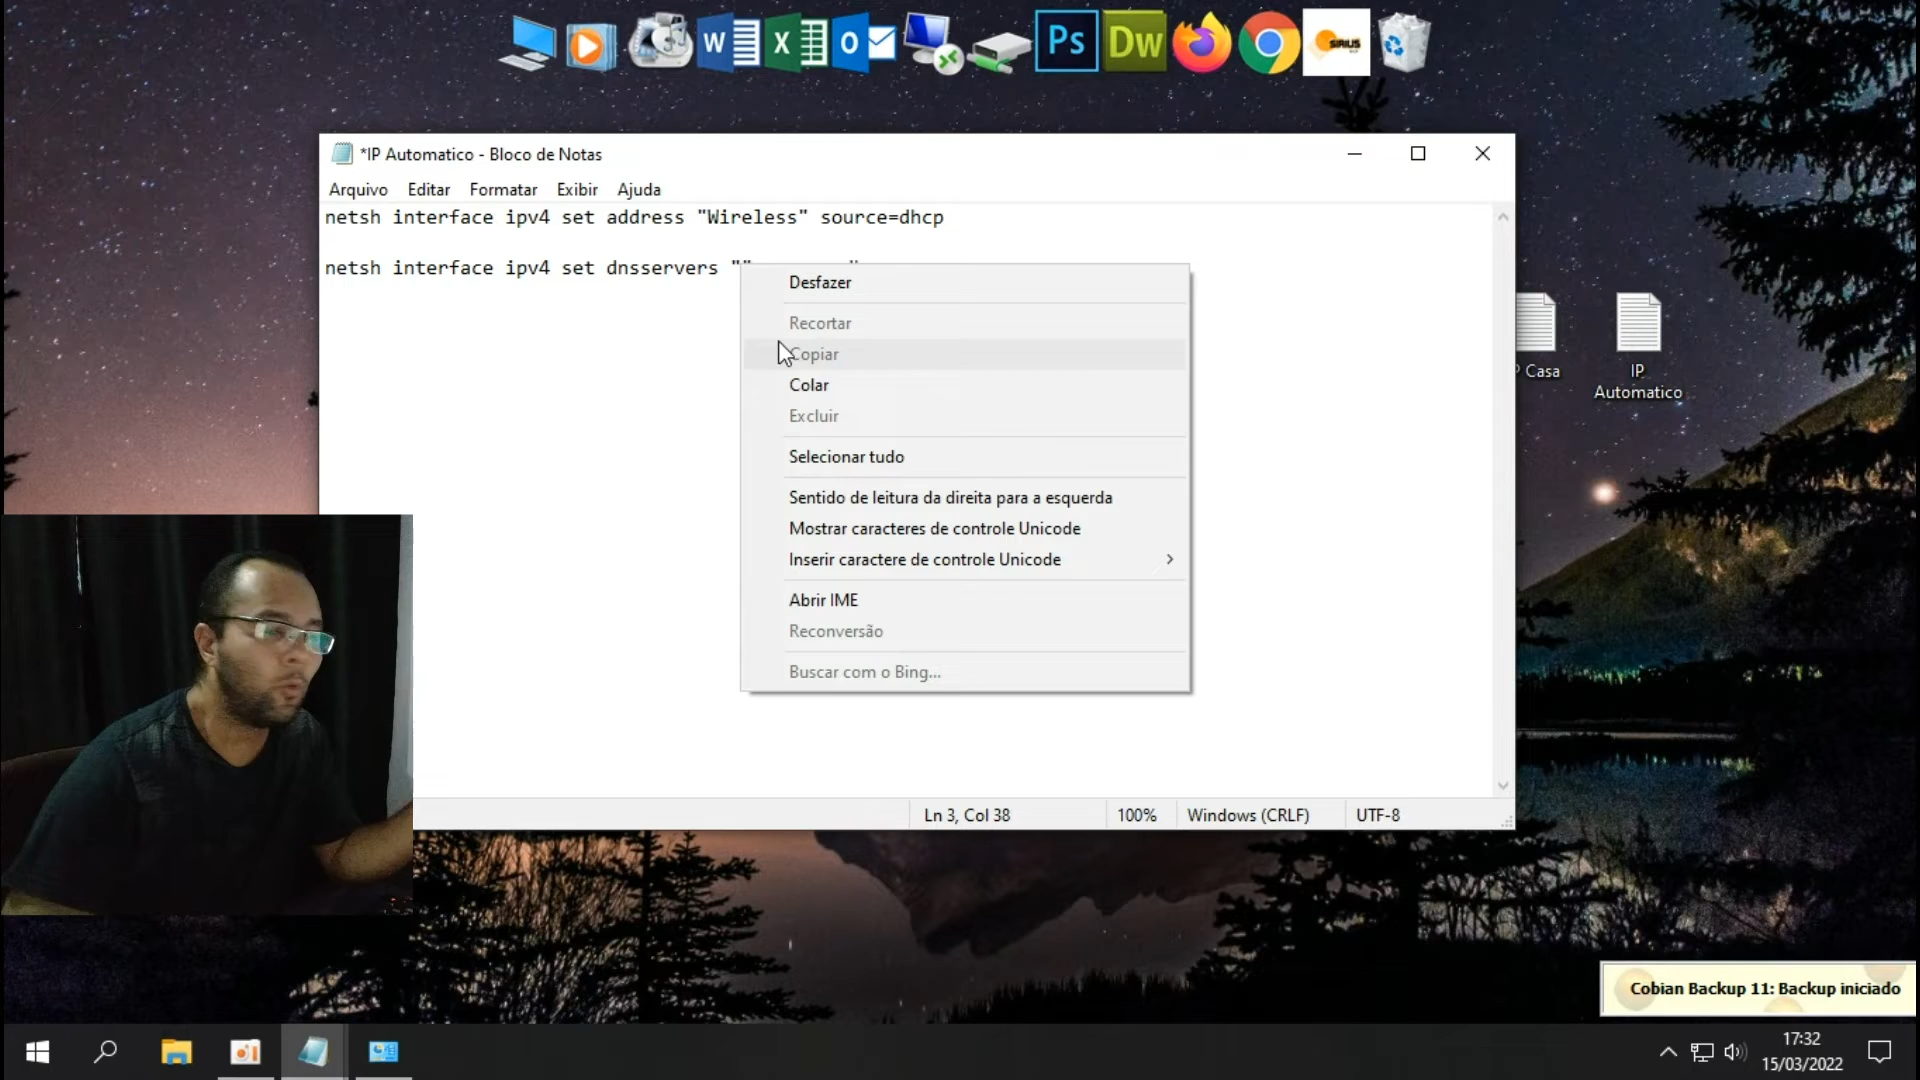 W
X
O
Ps
Dw
SIRIUS
*IP Automatico - Bloco de Notas
Arquivo Editar Formatar Exibir Ajuda
netsh interface ipv4 set address "Wireless" source=dhcp
netsh interface ipv4 set dnsservers ""
Desfazer
Recortar
Copiar
Colar
Excluir
Selecionar tudo
Sentido de leitura da direita para a esquerda
Mostrar caracteres de controle Unicode
Inserir caractere de controle Unicode
Abrir IME
Reconversão
Buscar com o Bing...
Casa
IP
Automatico
Ln 3, Col 38 100% Windows (CRLF) UTF-8
Cobian Backup 11: Backup iniciado
17:32
15/03/2022